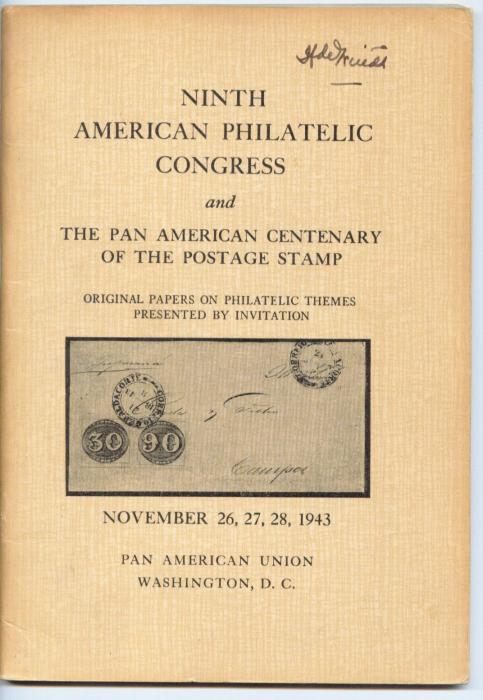 NINTH
AMERICAN PHILATELIC
CONGRESS
and
THE PAN AMERICAN CENTENARY
OF THE POSTAGE STAMP
ORIGINAL PAPERS ON PHILATELIC THEMES
PRESENTED BY INVITATION
30 90
Campos
NOVEMBER 26, 27, 28, 1943
PAN AMERICAN UNION
WASHINGTON, D. C.